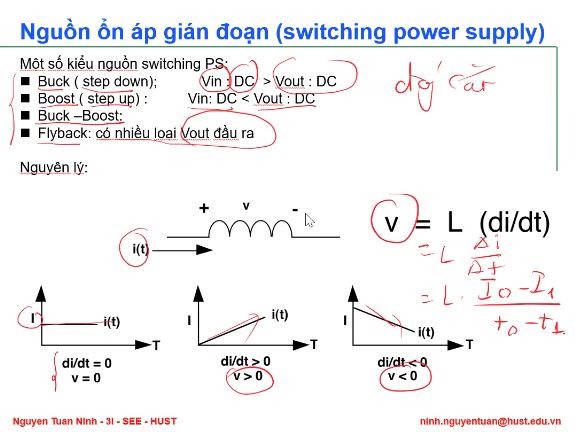 Nguồn ổn áp gián đoạn (switching power supply)
Một số kiểu nguồn switching PS:
Buck ( step down); Vin : DC > Vout : DC
Boost ( step up) : Vin: DC < Vout : DC
Buck –Boost:
Flyback: có nhiều loại Vout đầu ra
Nguyên lý:
+ v -
i(t)
v = L (di/dt)
= L Δi / Δt
= L . I0 - I1 / t0 - t1
I i(t) T
di/dt = 0
v = 0
I i(t) T
di/dt > 0
v > 0
I i(t) T
di/dt < 0
v < 0
Nguyen Tuan Ninh - 3I - SEE - HUST
ninh.nguyentuan@hust.edu.vn